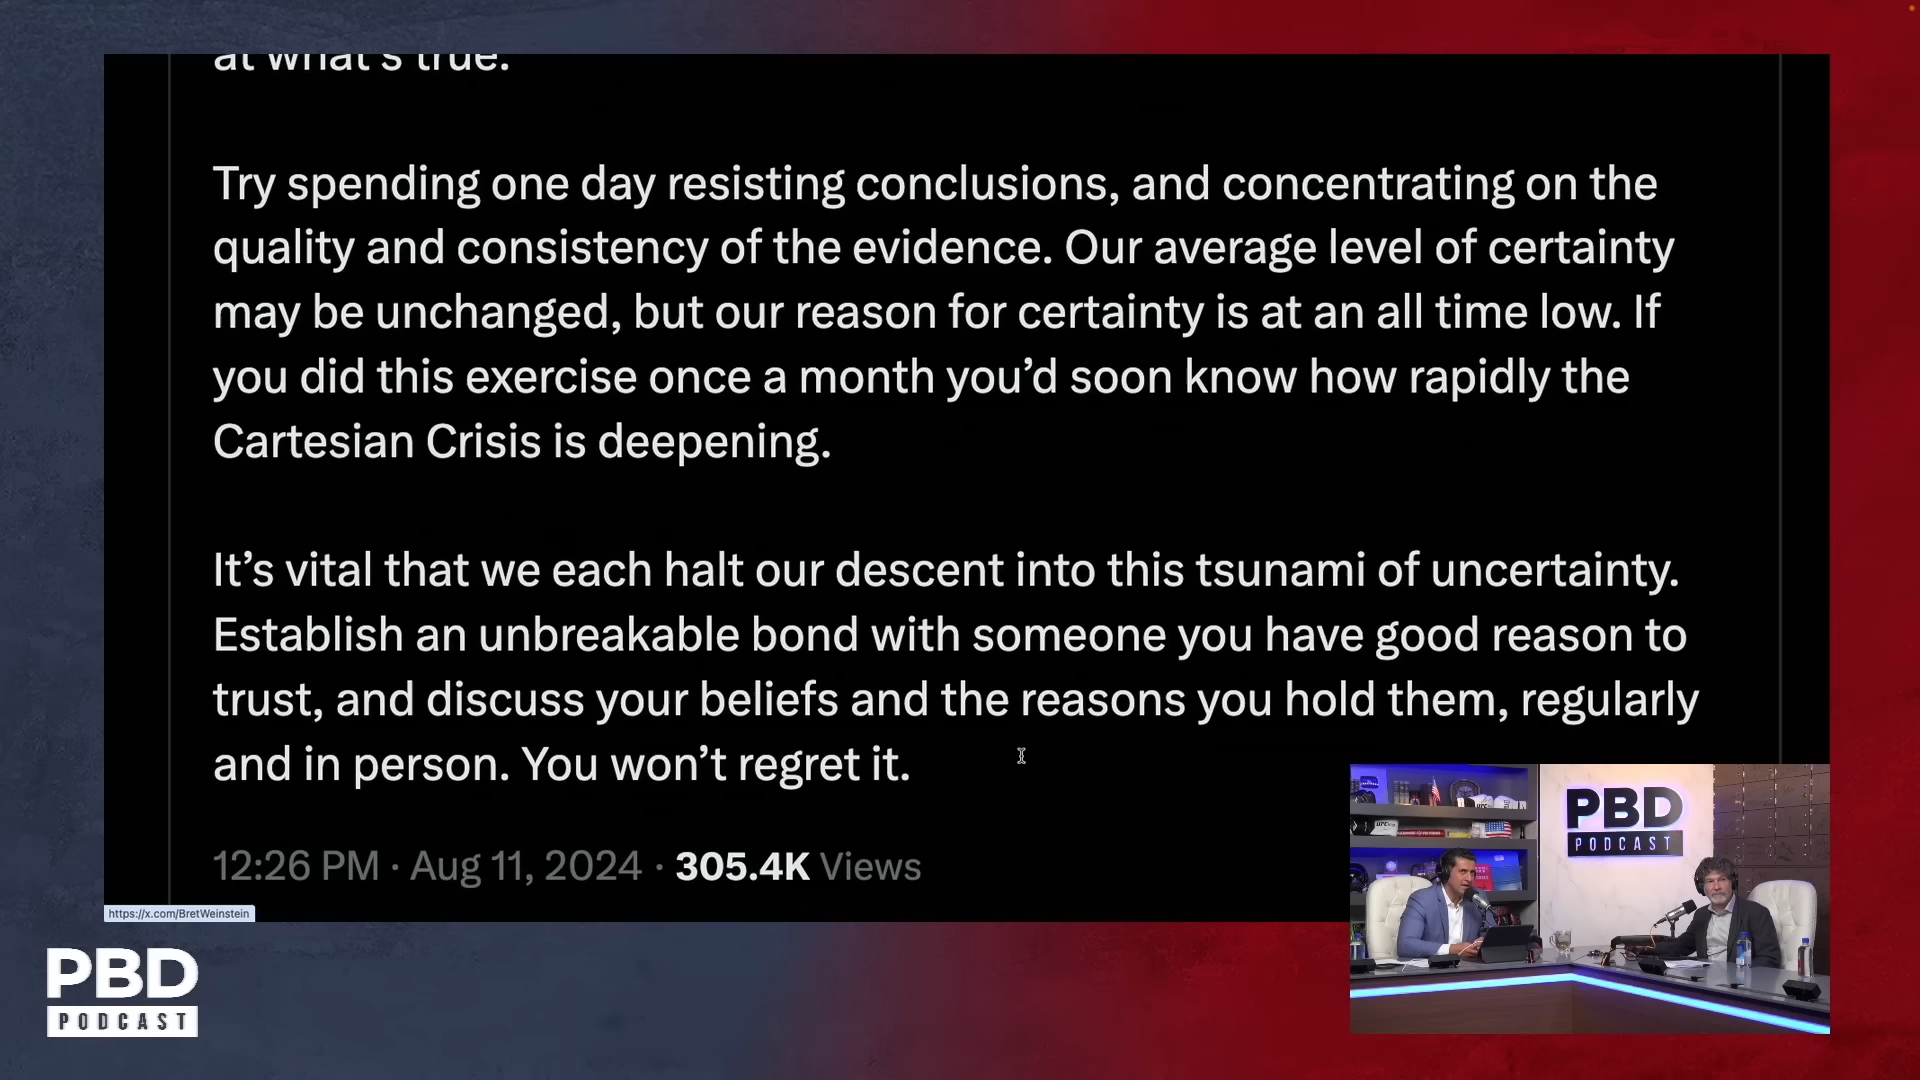 at what's true.
Try spending one day resisting conclusions, and concentrating on the
quality and consistency of the evidence. Our average level of certainty
may be unchanged, but our reason for certainty is at an all time low. If
you did this exercise once a month you’d soon know how rapidly the
Cartesian Crisis is deepening.
It’s vital that we each halt our descent into this tsunami of uncertainty.
Establish an unbreakable bond with someone you have good reason to
trust, and discuss your beliefs and the reasons you hold them, regularly
and in person. You won’t regret it.
12:26 PM · Aug 11, 2024 · 305.4K Views
https://x.com/BretWeinstein
PBD
PODCAST
PBD
PODCAST